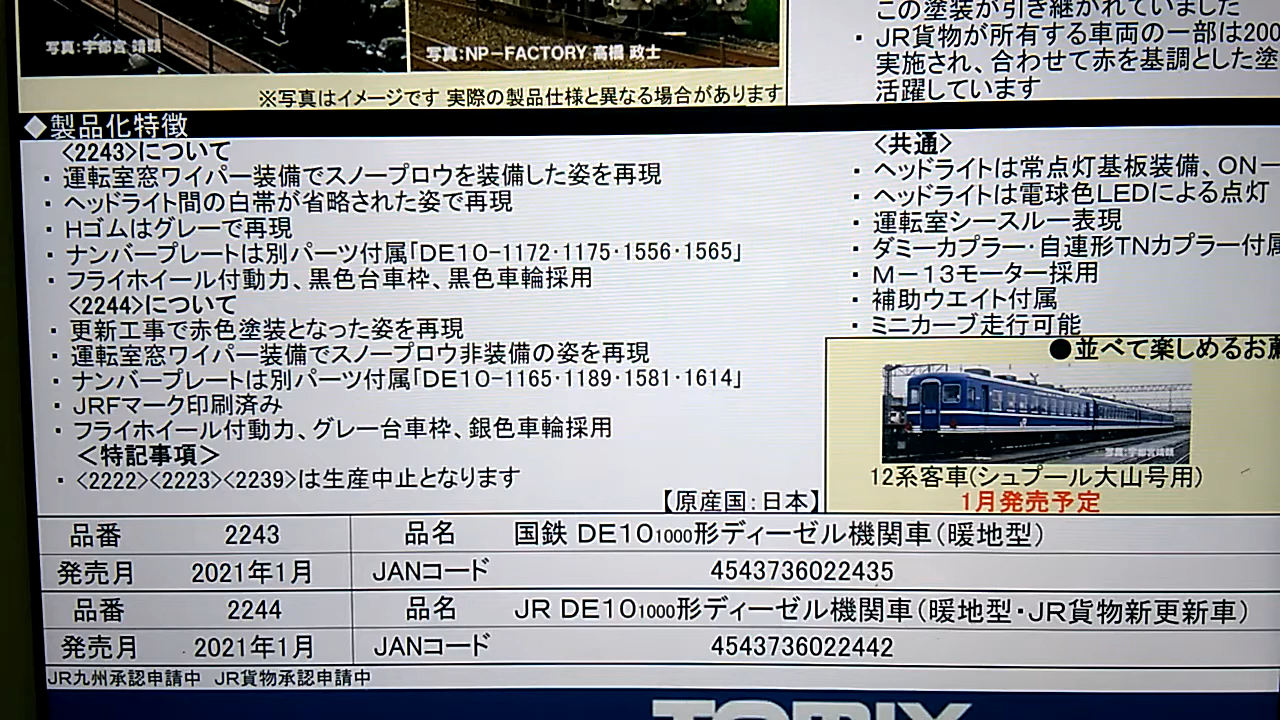 この塗装が引き継がれていました
・JR貨物が所有する車両の一部は200
実施され、合わせて赤を基調とした塗
活躍しています
写真:宇都宮 靖顕
写真:NP-FACTORY 高橋 政士
※写真はイメージです 実際の製品仕様と異なる場合があります
◆製品化特徴
<2243>について
・運転室窓ワイパー装備でスノープロウを装備した姿を再現
・ヘッドライト間の白帯が省略された姿で再現
・Hゴムはグレーで再現
・ナンバープレートは別パーツ付属「DE10-1172・1175・1556・1565」
・フライホイール付動力、黒色台車枠、黒色車輪採用
<2244>について
・更新工事で赤色塗装となった姿を再現
・運転室窓ワイパー装備でスノープロウ非装備の姿を再現
・ナンバープレートは別パーツ付属「DE10-1165・1189・1581・1614」
・JRFマーク印刷済み
・フライホイール付動力、グレー台車枠、銀色車輪採用
<特記事項>
・<2222><2223><2239>は生産中止となります
【原産国:日本】
<共通>
・ヘッドライトは常点灯基板装備、ON-
・ヘッドライトは電球色LEDによる点灯
・運転室シースルー表現
・ダミーカプラー・自連形TNカプラー付属
・M-13モーター採用
・補助ウエイト付属
・ミニカーブ走行可能
●並べて楽しめるお薦
写真:宇都宮靖顕
12系客車(シュプール大山号用)
1月発売予定
品番 2243 品名 国鉄 DE101000形ディーゼル機関車(暖地型)
発売月 2021年1月 JANコード 4543736022435
品番 2244 品名 JR DE101000形ディーゼル機関車(暖地型・JR貨物新更新車)
発売月 2021年1月 JANコード 4543736022442
JR九州承認申請中 JR貨物承認申請中
TOMIX